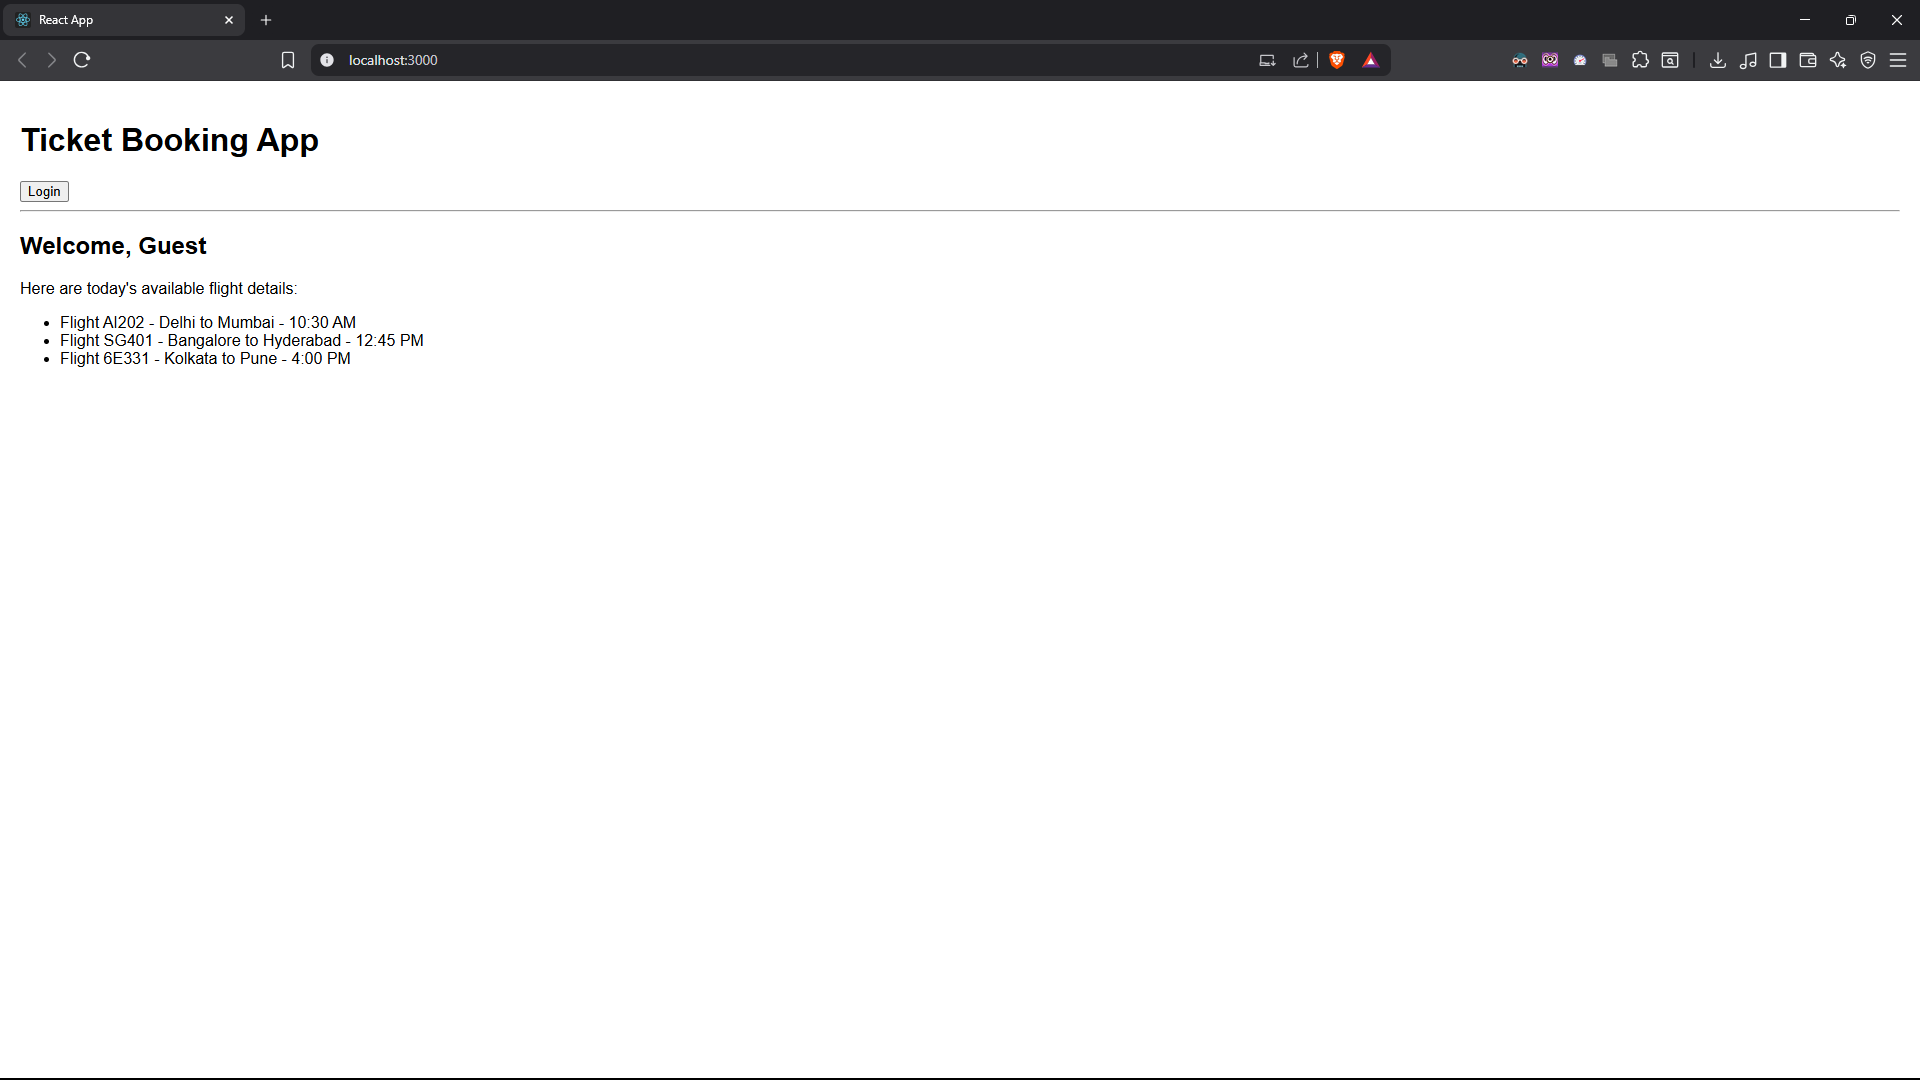 React App
localhost:3000
Ticket Booking App
Login
Welcome, Guest
Here are today's available flight details:
• Flight AI202 - Delhi to Mumbai - 10:30 AM
• Flight SG401 - Bangalore to Hyderabad - 12:45 PM
• Flight 6E331 - Kolkata to Pune - 4:00 PM